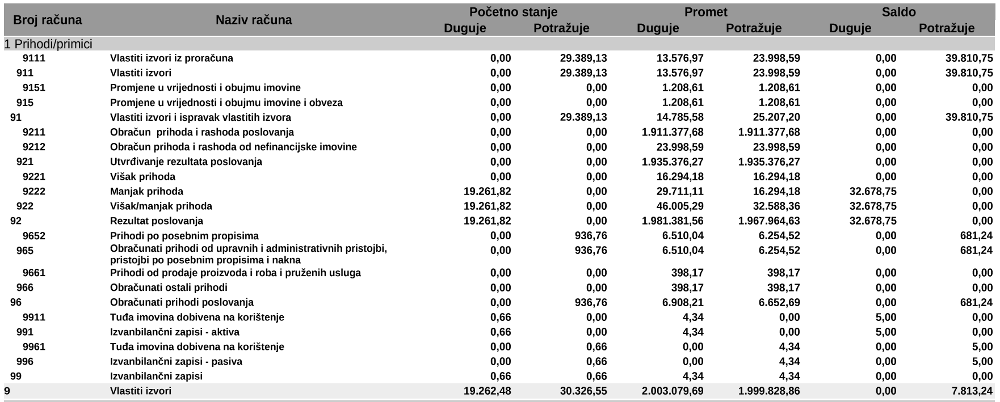 Broj računa Naziv računa Početno stanje Promet Saldo
Duguje Potražuje Duguje Potražuje Duguje Potražuje
1 Prihodi/primici
9111 Vlastiti izvori iz proračuna 0,00 29.389,13 13.576,97 23.998,59 0,00 39.810,75
911 Vlastiti izvori 0,00 29.389,13 13.576,97 23.998,59 0,00 39.810,75
9151 Promjene u vrijednosti i obujmu imovine 0,00 0,00 1.208,61 1.208,61 0,00 0,00
915 Promjene u vrijednosti i obujmu imovine i obveza 0,00 0,00 1.208,61 1.208,61 0,00 0,00
91 Vlastiti izvori i ispravak vlastitih izvora 0,00 29.389,13 14.785,58 25.207,20 0,00 39.810,75
9211 Obračun  prihoda i rashoda poslovanja 0,00 0,00 1.911.377,68 1.911.377,68 0,00 0,00
9212 Obračun prihoda i rashoda od nefinancijske imovine 0,00 0,00 23.998,59 23.998,59 0,00 0,00
921 Utvrđivanje rezultata poslovanja 0,00 0,00 1.935.376,27 1.935.376,27 0,00 0,00
9221 Višak prihoda 0,00 0,00 16.294,18 16.294,18 0,00 0,00
9222 Manjak prihoda 19.261,82 0,00 29.711,11 16.294,18 32.678,75 0,00
922 Višak/manjak prihoda 19.261,82 0,00 46.005,29 32.588,36 32.678,75 0,00
92 Rezultat poslovanja 19.261,82 0,00 1.981.381,56 1.967.964,63 32.678,75 0,00
9652 Prihodi po posebnim propisima 0,00 936,76 6.510,04 6.254,52 0,00 681,24
965 Obračunati prihodi od upravnih i administrativnih pristojbi, 0,00 936,76 6.510,04 6.254,52 0,00 681,24
pristojbi po posebnim propisima i nakna
9661 Prihodi od prodaje proizvoda i roba i pruženih usluga 0,00 0,00 398,17 398,17 0,00 0,00
966 Obračunati ostali prihodi 0,00 0,00 398,17 398,17 0,00 0,00
96 Obračunati prihodi poslovanja 0,00 936,76 6.908,21 6.652,69 0,00 681,24
9911 Tuđa imovina dobivena na korištenje 0,66 0,00 4,34 0,00 5,00 0,00
991 Izvanbilančni zapisi - aktiva 0,66 0,00 4,34 0,00 5,00 0,00
9961 Tuđa imovina dobivena na korištenje 0,00 0,66 0,00 4,34 0,00 5,00
996 Izvanbilančni zapisi - pasiva 0,00 0,66 0,00 4,34 0,00 5,00
99 Izvanbilančni zapisi 0,66 0,66 4,34 4,34 0,00 0,00
9 Vlastiti izvori 19.262,48 30.326,55 2.003.079,69 1.999.828,86 0,00 7.813,24